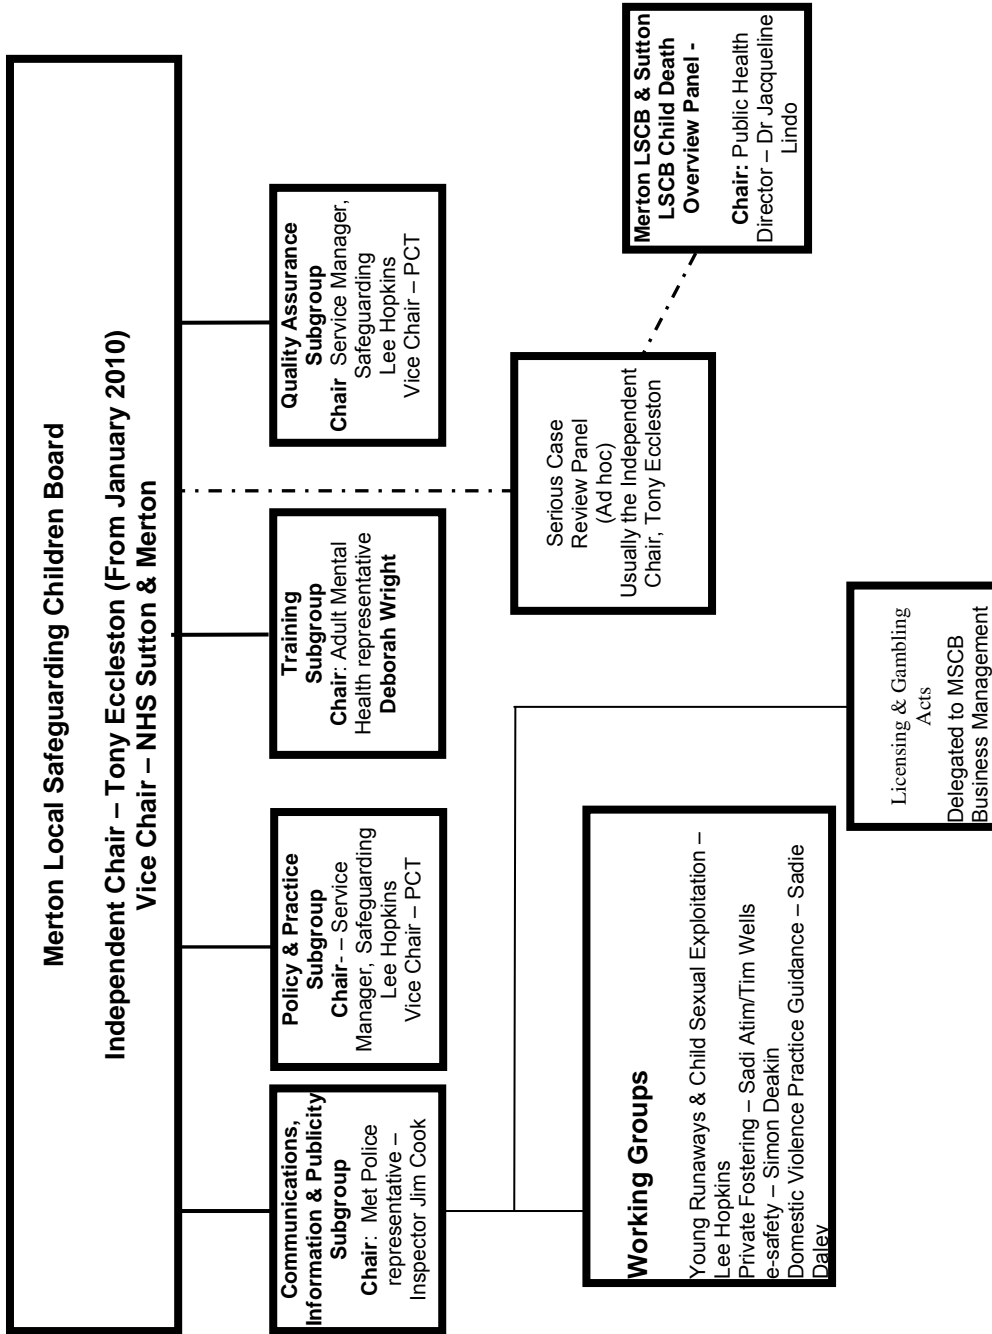 Merton Local Safeguarding Children Board
Independent Chair – Tony Eccleston (From January 2010)
Vice Chair – NHS Sutton & Merton
Communications,
Information & Publicity
Subgroup
Chair: Met Police
representative –
Inspector Jim Cook
Policy & Practice
Subgroup
Chair- – Service
Manager, Safeguarding
Lee Hopkins
Vice Chair – PCT
Training
Subgroup
Chair: Adult Mental
Health representative
Deborah Wright
Quality Assurance
Subgroup
Chair Service Manager,
Safeguarding
Lee Hopkins
Vice Chair – PCT
Serious Case
Review Panel
(Ad hoc)
Usually the Independent
Chair, Tony Eccleston
Merton LSCB & Sutton
LSCB Child Death
Overview Panel -
Chair: Public Health
Director – Dr Jacqueline
Lindo
Working Groups
Young Runaways & Child Sexual Exploitation –
Lee Hopkins
Private Fostering – Sadi Atim/Tim Wells
e-safety – Simon Deakin
Domestic Violence Practice Guidance – Sadie
Daley
Licensing & Gambling
Acts
Delegated to MSCB
Business Management